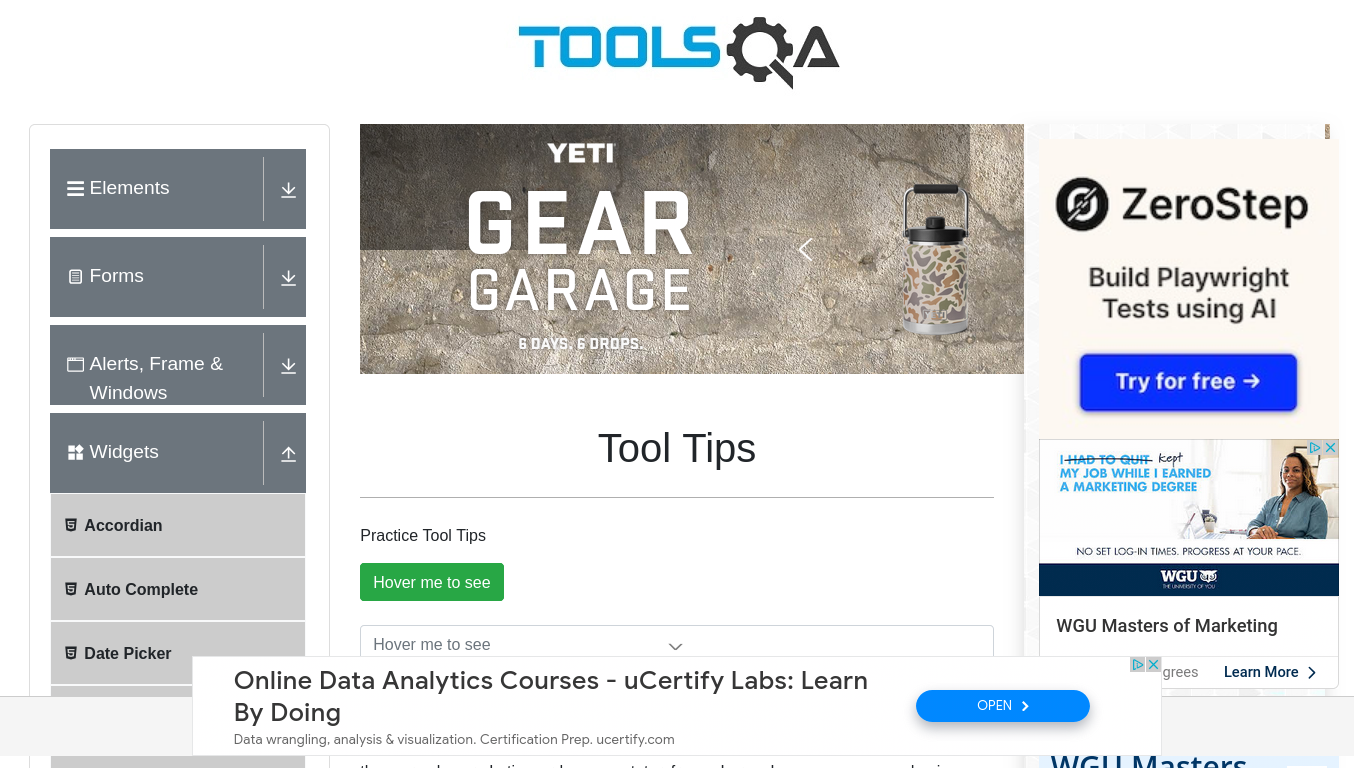 TOOLSQA
Elements
Forms
Alerts, Frame &
Windows
Widgets
Accordian
Auto Complete
Date Picker
YETI
GEAR
GARAGE
6 DAYS. 6 DROPS.
Tool Tips
Practice Tool Tips
Hover me to see
Hover me to see
ZeroStep
Build Playwright
Tests using AI
Try for free →
I HAD TO QUIT kept
MY JOB WHILE I EARNED
A MARKETING DEGREE
NO SET LOG-IN TIMES. PROGRESS AT YOUR PACE.
WGU
THE UNIVERSITY OF YOU
WGU Masters of Marketing
grees
Learn More
Online Data Analytics Courses - uCertify Labs: Learn
By Doing
Data wrangling, analysis & visualization. Certification Prep. ucertify.com
OPEN
WGU Masters